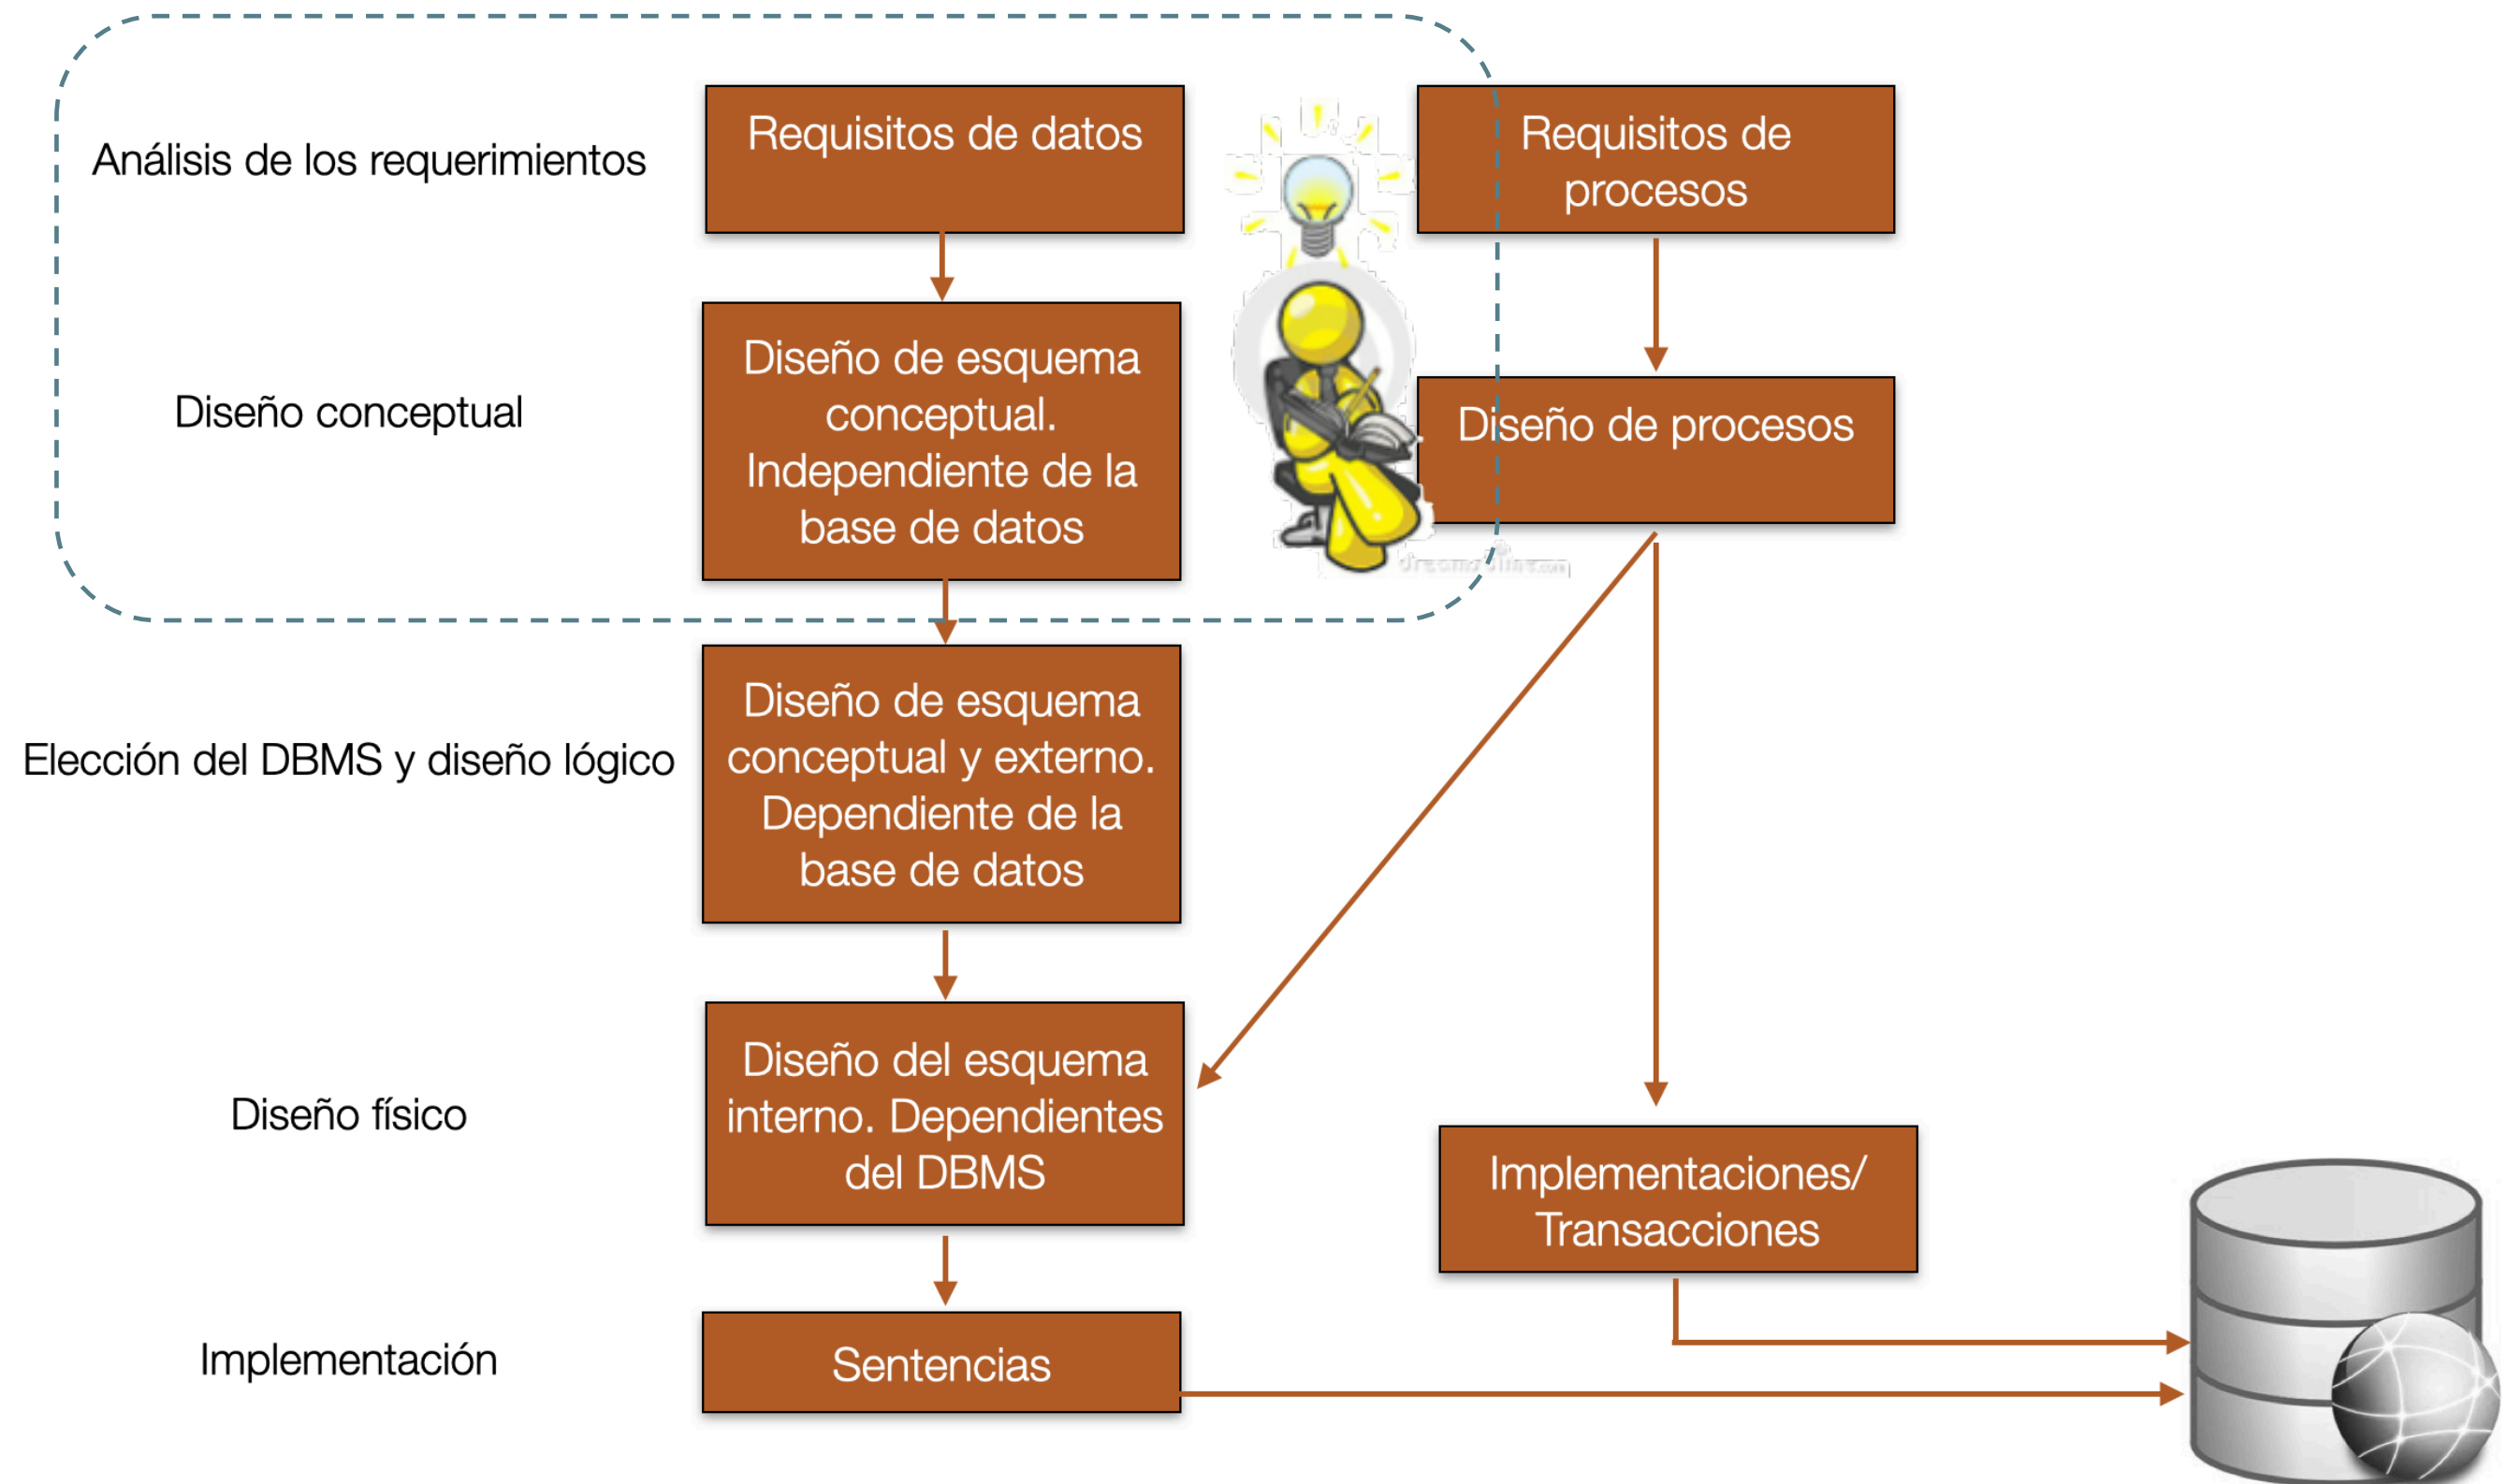 Análisis de los requerimientos
Requisitos de datos
Requisitos de
procesos
Diseño conceptual
Diseño de esquema
conceptual.
Independiente de la
base de datos
Diseño de procesos
Elección del DBMS y diseño lógico
Diseño de esquema
conceptual y externo.
Dependiente de la
base de datos
Diseño físico
Diseño del esquema
interno. Dependientes
del DBMS
Implementaciones/
Transacciones
Implementación
Sentencias